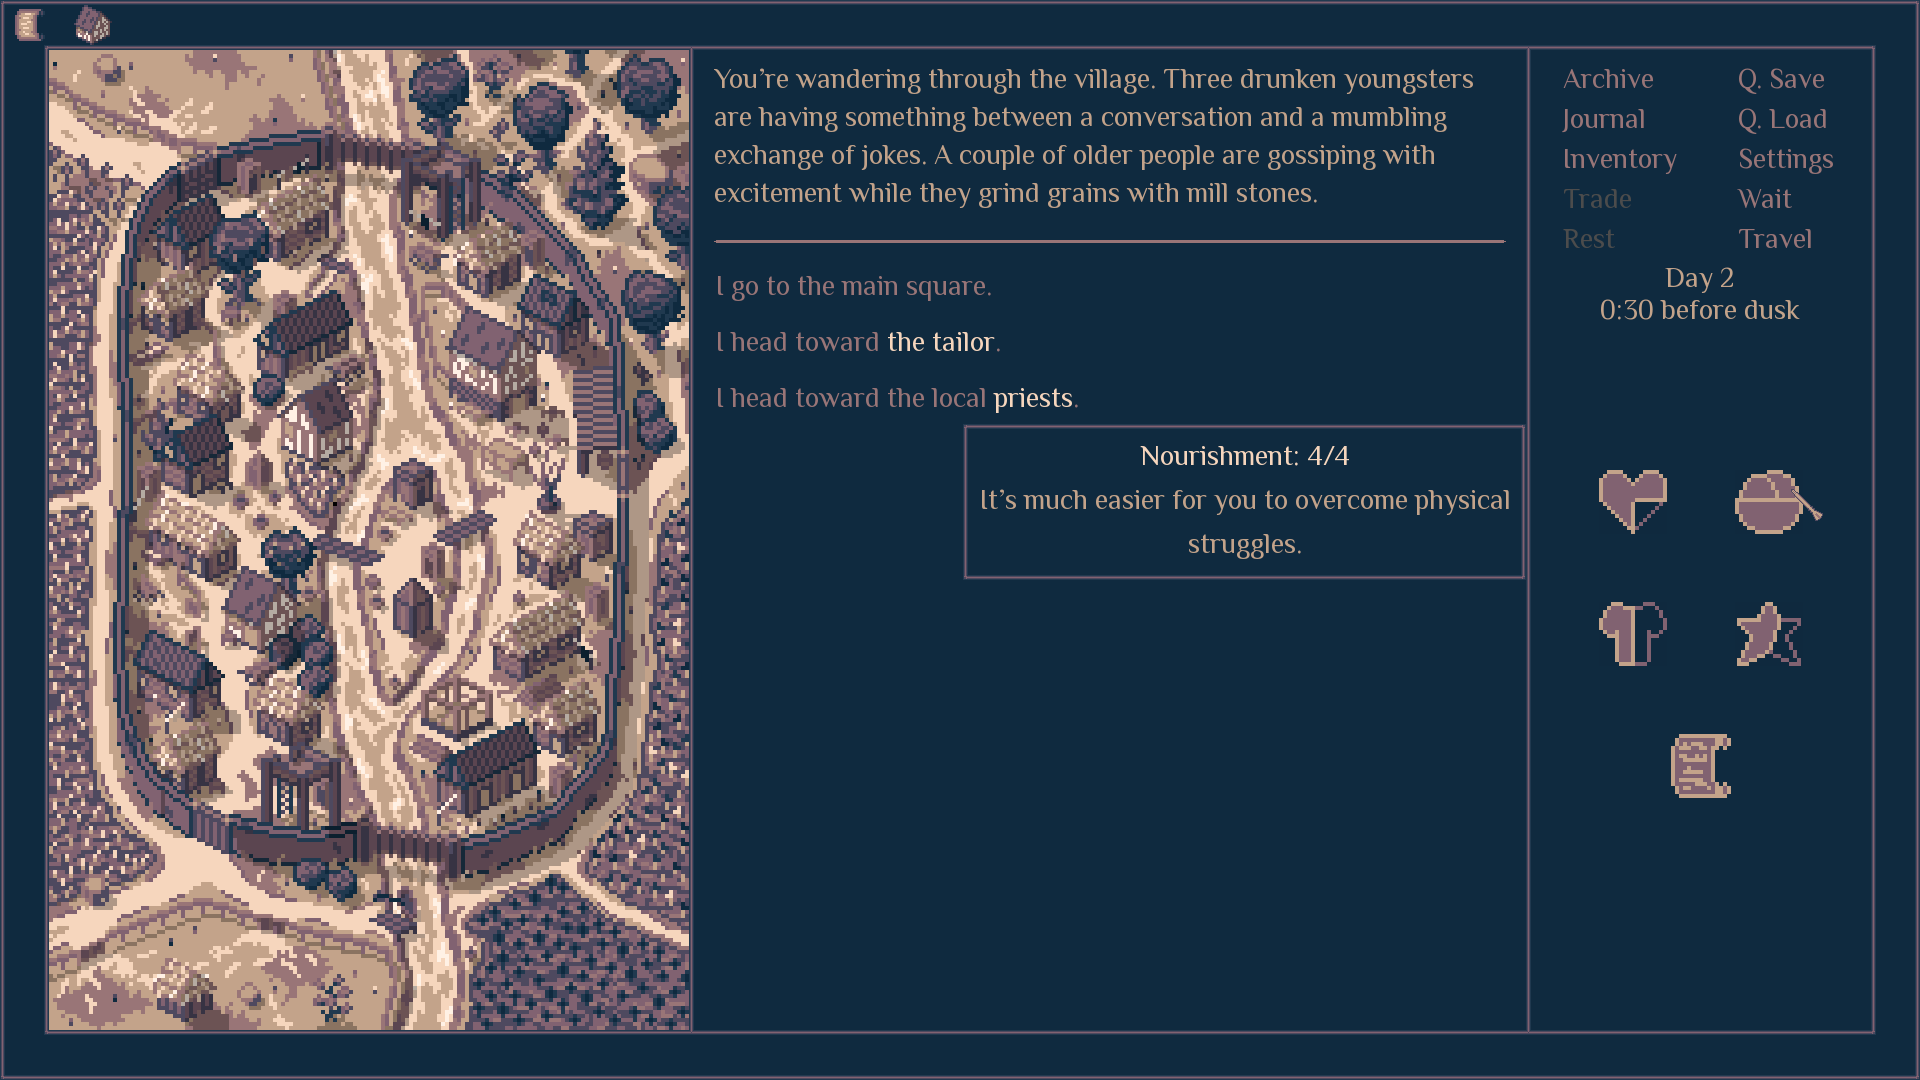 You're wandering through the village. Three drunken youngsters
are having something between a conversation and a mumbling
exchange of jokes. A couple of older people are gossiping with
excitement while they grind grains with mill stones.
I go to the main square.
I head toward the tailor.
I head toward the local priests.
Nourishment: 4/4
It's much easier for you to overcome physical
struggles.
Archive Q. Save
Journal Q. Load
Inventory Settings
Trade Wait
Rest Travel
Day 2
0:30 before dusk